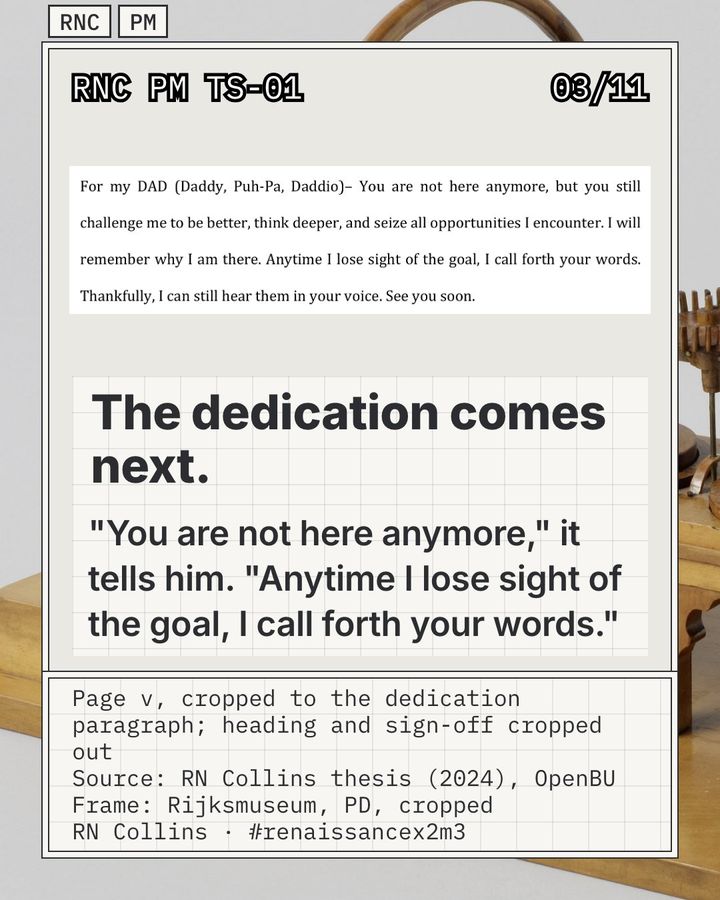 RNC PM
RNC PM TS-01 03/11
For my DAD (Daddy, Puh-Pa, Daddio)– You are not here anymore, but you still
challenge me to be better, think deeper, and seize all opportunities I encounter. I will
remember why I am there. Anytime I lose sight of the goal, I call forth your words.
Thankfully, I can still hear them in your voice. See you soon.
The dedication comes
next.
"You are not here anymore," it
tells him. "Anytime I lose sight of
the goal, I call forth your words."
Page v, cropped to the dedication
paragraph; heading and sign-off cropped
out
Source: RN Collins thesis (2024), OpenBU
Frame: Rijksmuseum, PD, cropped
RN Collins · #renaissancex2m3